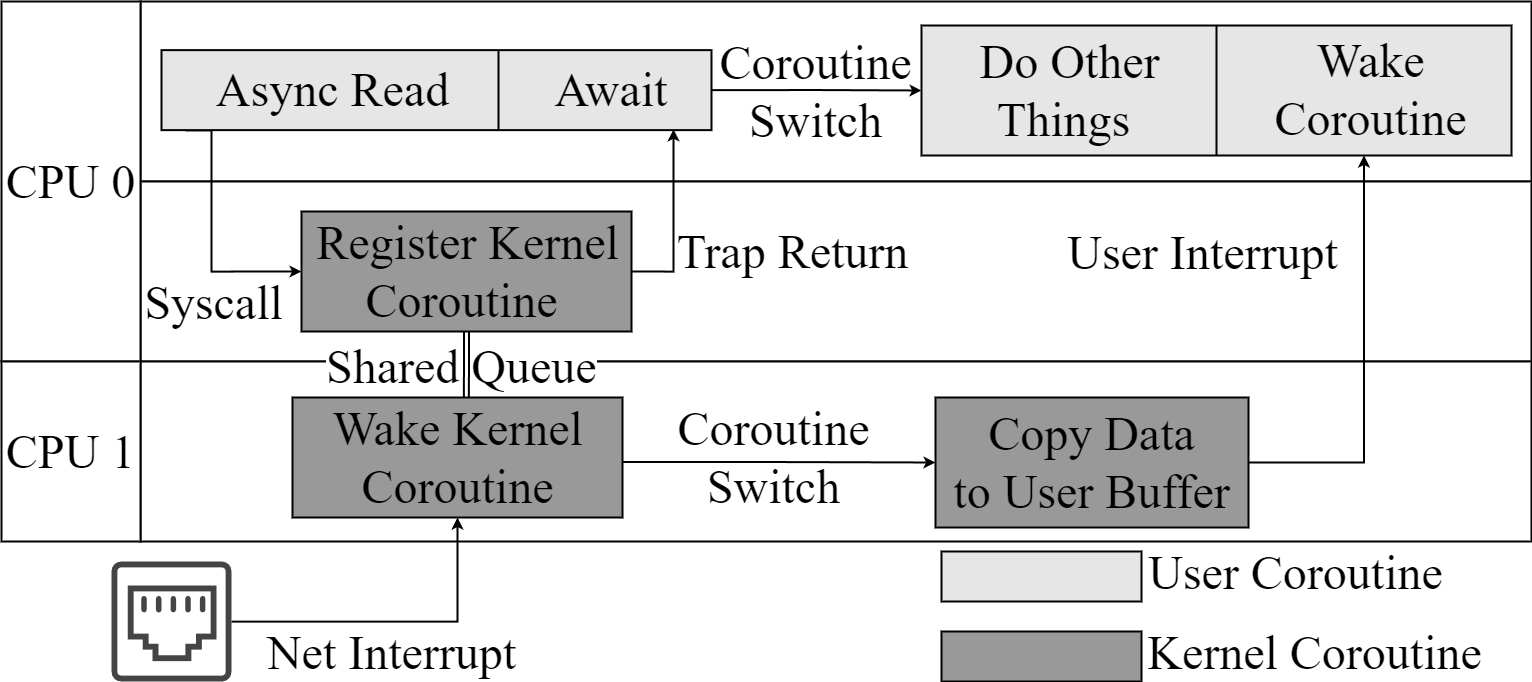 Async Read
Await
Coroutine
Switch
Do Other
Things
Wake
Coroutine
CPU 0
Syscall
Register Kernel
Coroutine
Trap Return
User Interrupt
Shared Queue
CPU 1
Wake Kernel
Coroutine
Coroutine
Switch
Copy Data
to User Buffer
Net Interrupt
User Coroutine
Kernel Coroutine